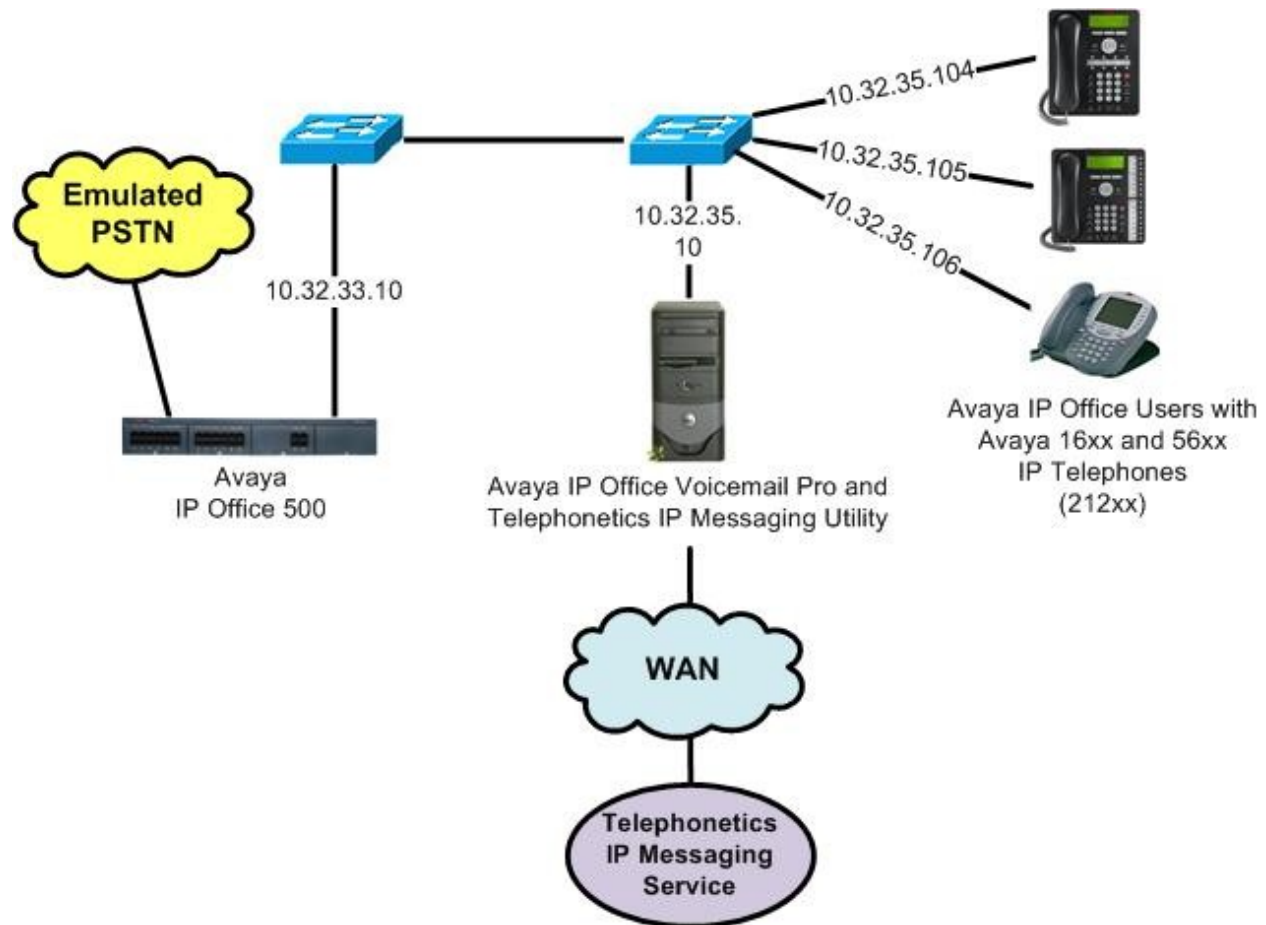 10.32.35.104
10.32.35.105
10.32.35.106
Emulated
PSTN
10.32.33.10
10.32.35.
10
Avaya
IP Office 500
Avaya IP Office Voicemail Pro and
Telephonetics IP Messaging Utility
Avaya IP Office Users with
Avaya 16xx and 56xx
IP Telephones
(212xx)
WAN
Telephonetics
IP Messaging
Service